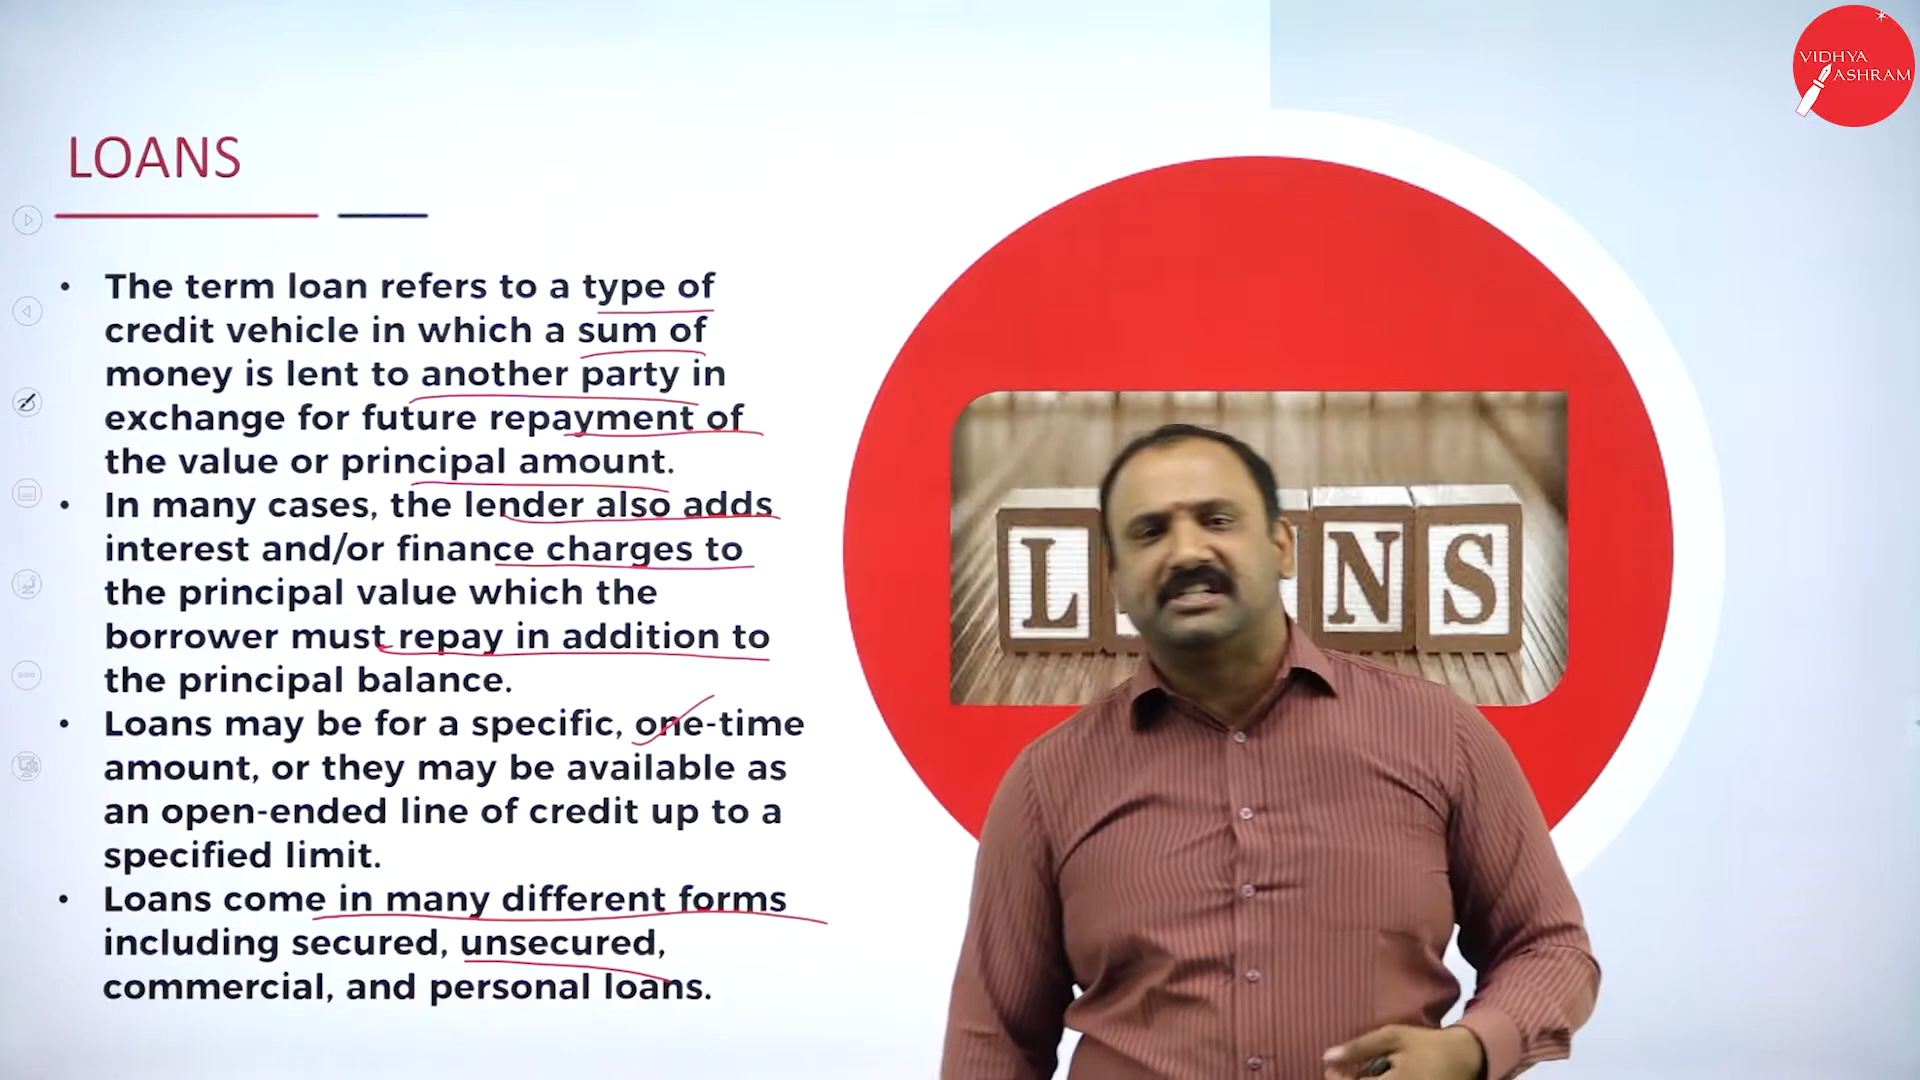 VIDHYA
ASHRAM
LOANS
• The term loan refers to a type of
credit vehicle in which a sum of
money is lent to another party in
exchange for future repayment of
the value or principal amount.
• In many cases, the lender also adds
interest and/or finance charges to
the principal value which the
borrower must repay in addition to
the principal balance.
• Loans may be for a specific, one-time
amount, or they may be available as
an open-ended line of credit up to a
specified limit.
• Loans come in many different forms
including secured, unsecured,
commercial, and personal loans.
L NS